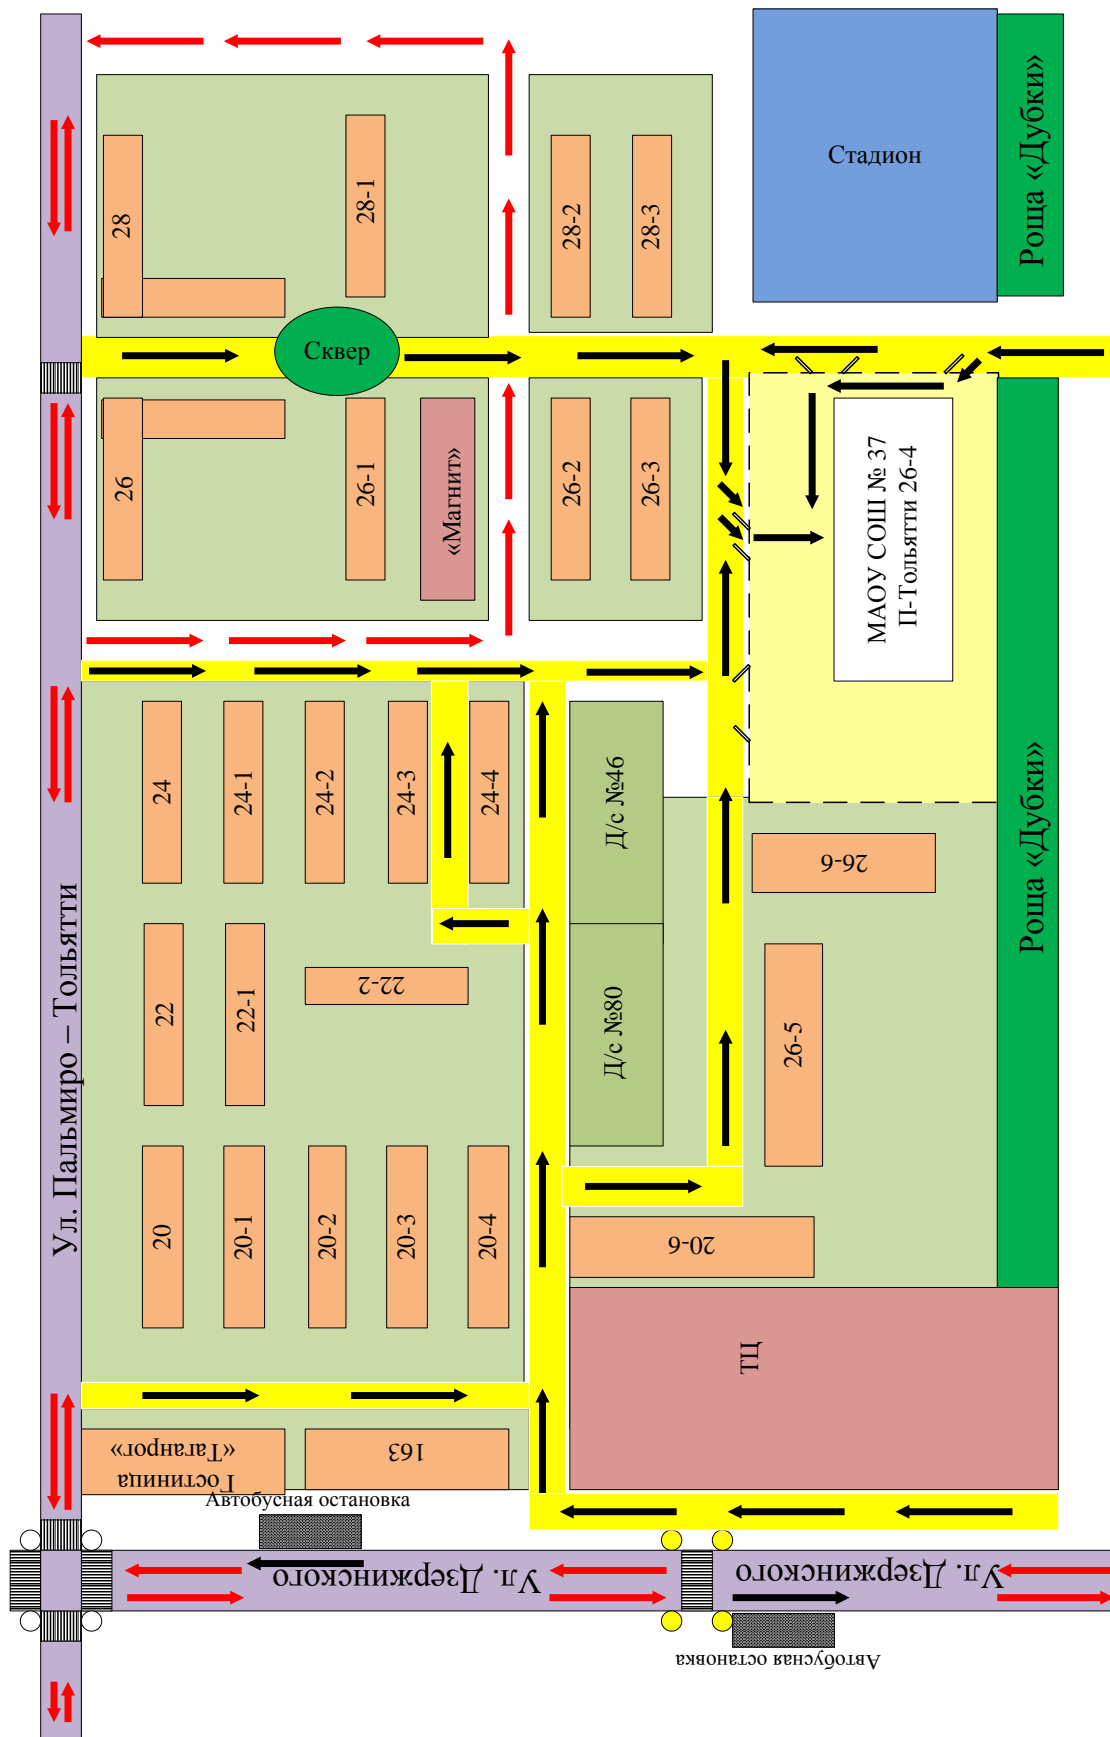 Стадион
Роща «Дубки»
28
28-1
28-2
28-3
Сквер
26
26-1
«Магнит»
26-2
26-3
МАОУ СОШ № 37
П-Тольятти 26-4
Ул. Пальмиро – Тольятти
24
24-1
24-2
24-3
24-4
Д/с №46
26-6
Роща «Дубки»
22
22-1
22-2
Д/с №80
26-5
20
20-1
20-2
20-3
20-4
20-6
ТЦ
Гостиница
«Таганрог»
163
Автобусная остановка
Ул. Дзержинского
Ул. Дзержинского
Автобусная остановка